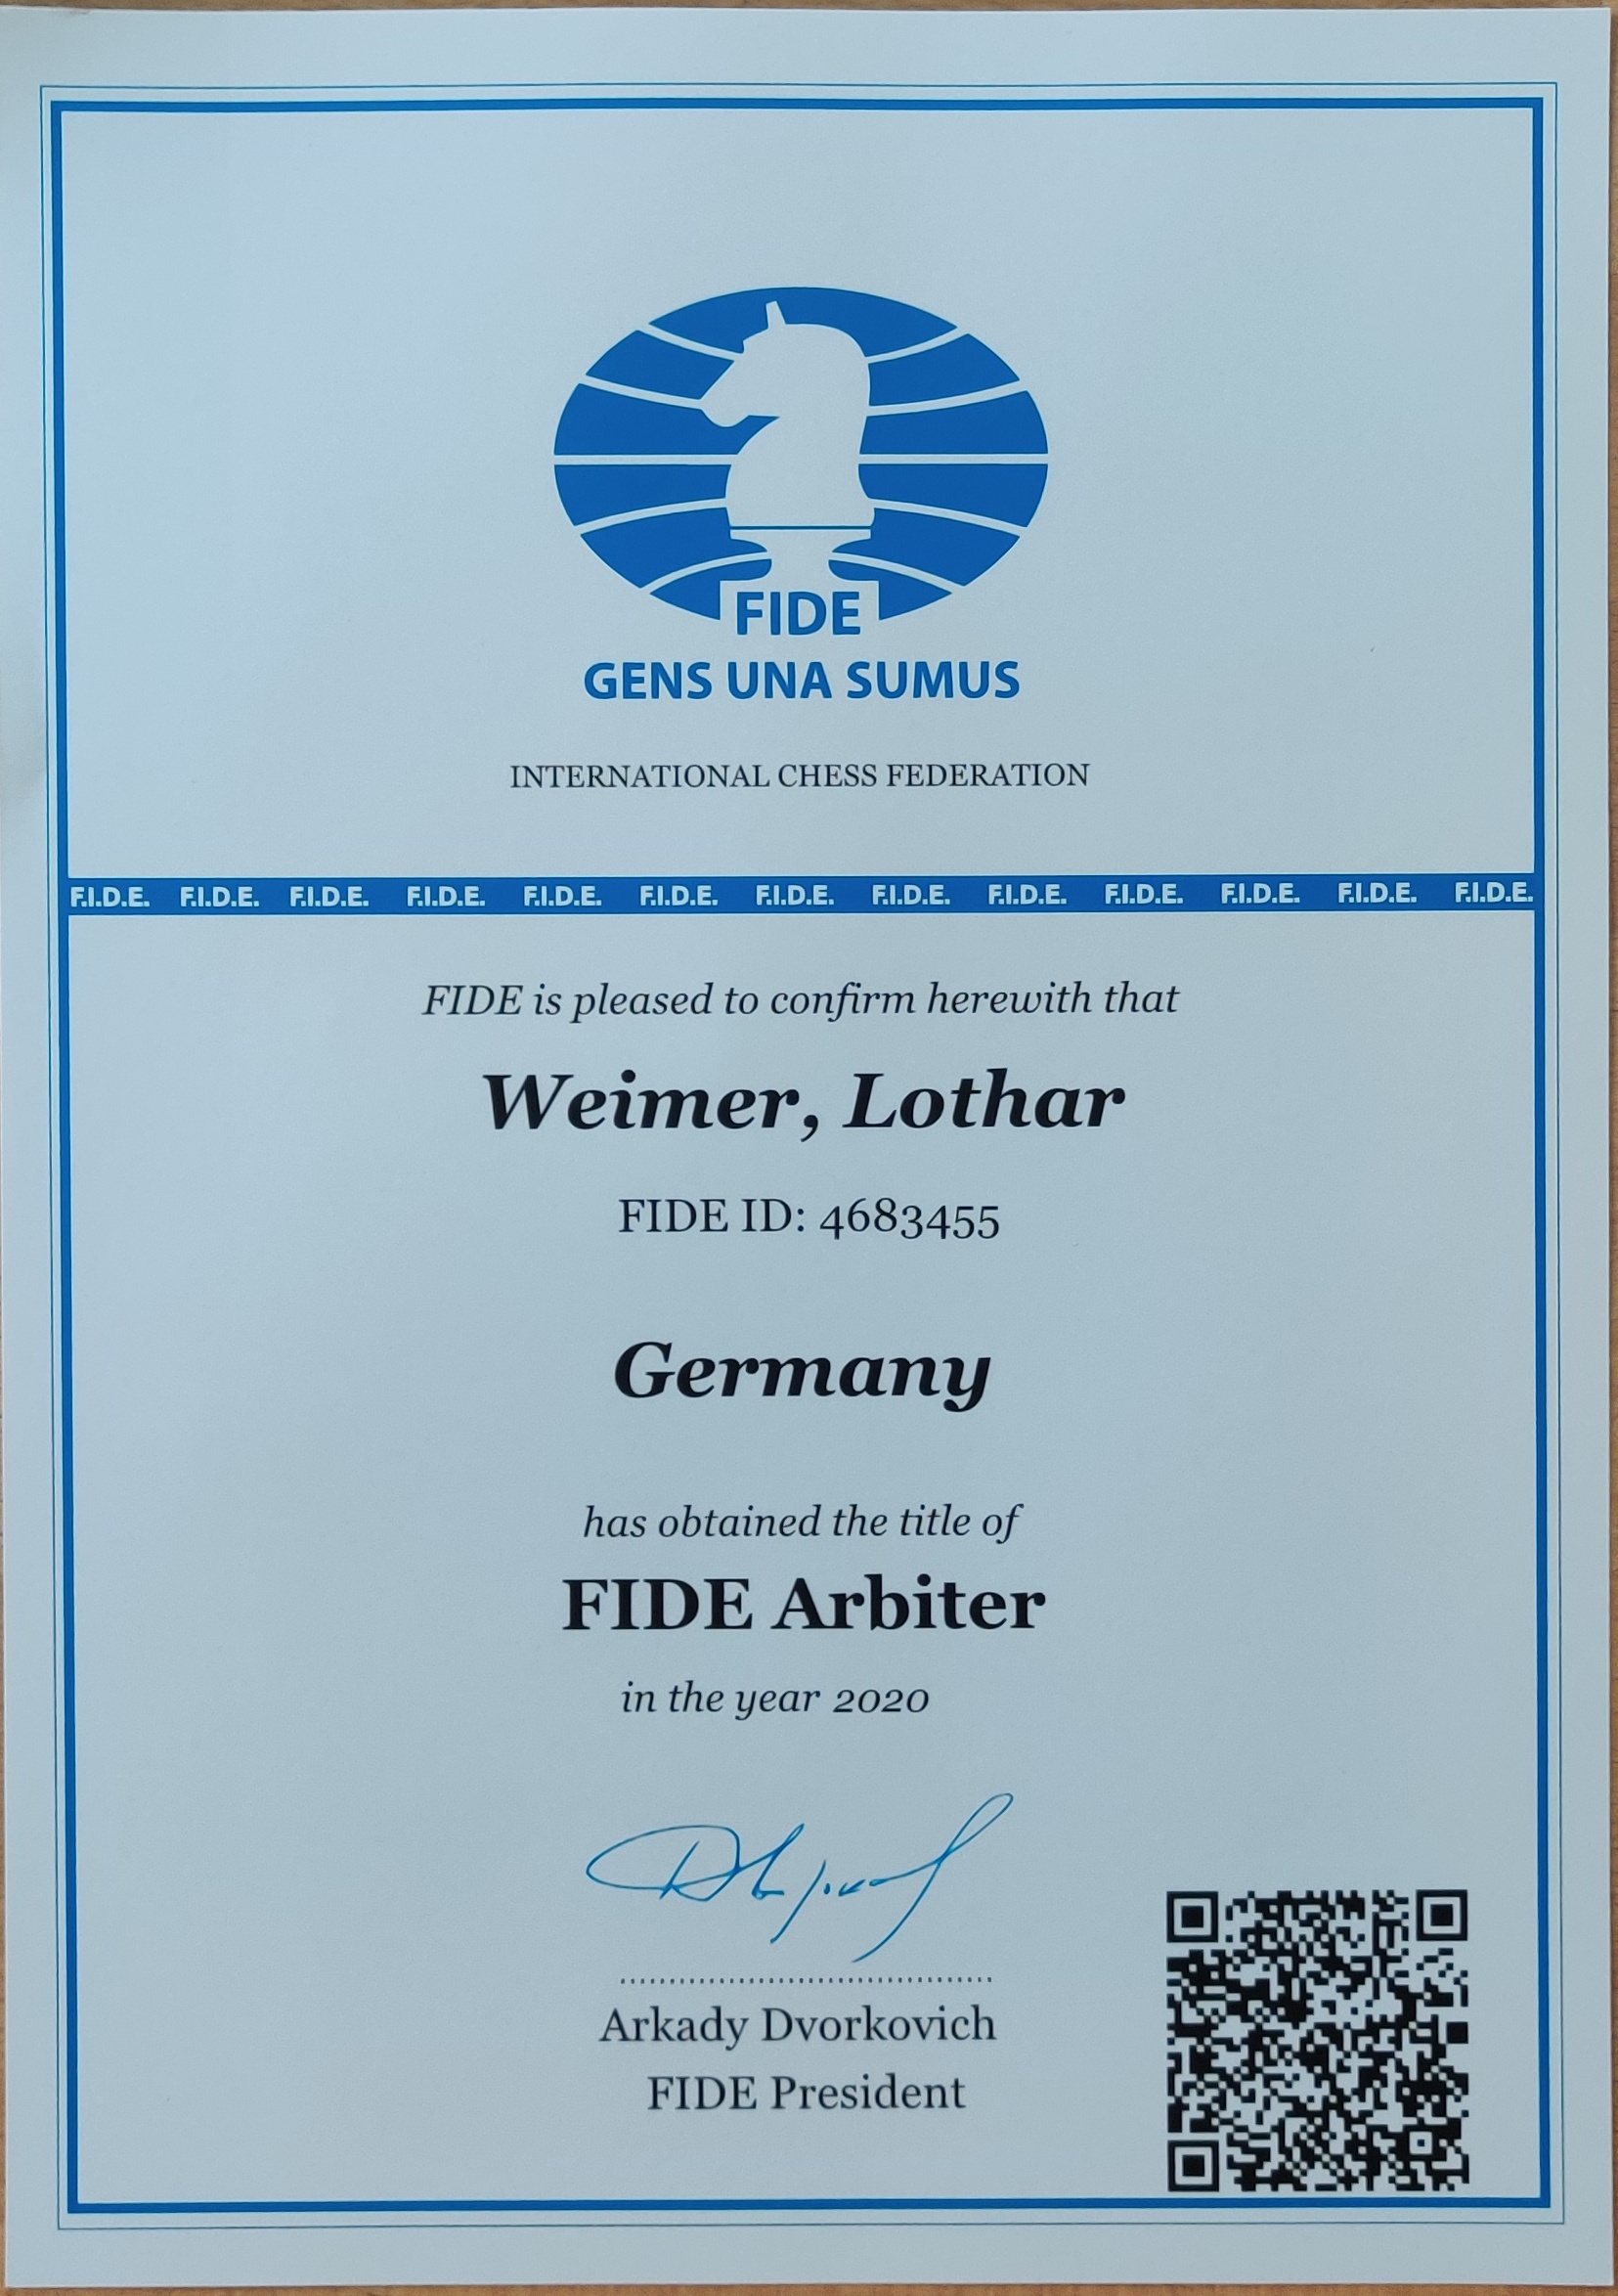 FIDE
GENS UNA SUMUS
INTERNATIONAL CHESS FEDERATION
F.I.D.E. F.I.D.E. F.I.D.E. F.I.D.E. F.I.D.E. F.I.D.E. F.I.D.E. F.I.D.E. F.I.D.E. F.I.D.E. F.I.D.E. F.I.D.E. F.I.D.E.
FIDE is pleased to confirm herewith that
Weimer, Lothar
FIDE ID: 4683455
Germany
has obtained the title of
FIDE Arbiter
in the year 2020
Arkady Dvorkovich
FIDE President